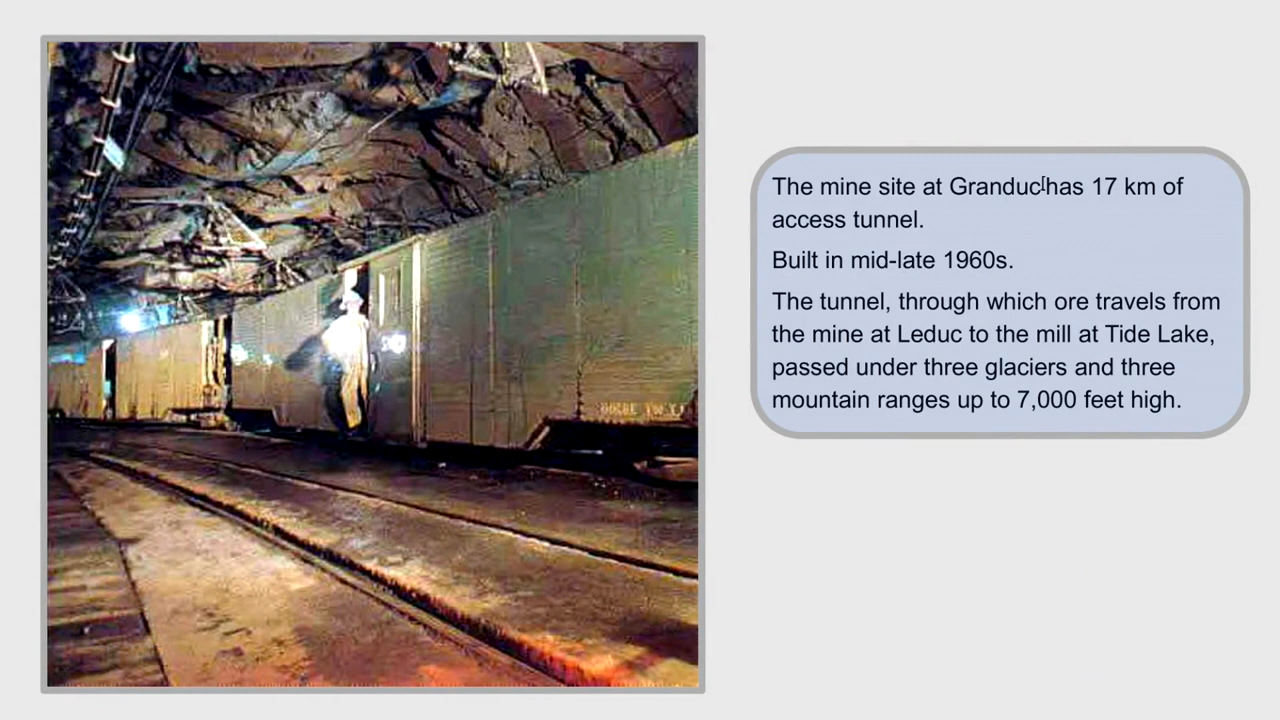 The mine site at Granduc has 17 km of
access tunnel.
Built in mid-late 1960s.
The tunnel, through which ore travels from
the mine at Leduc to the mill at Tide Lake,
passed under three glaciers and three
mountain ranges up to 7,000 feet high.